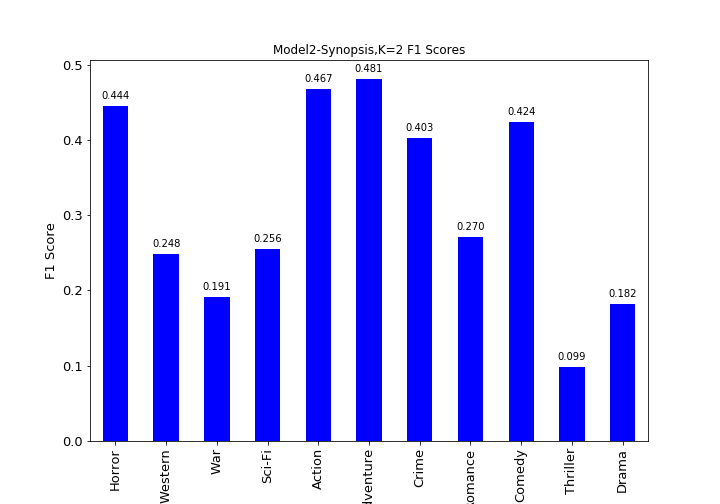 Model2-Synopsis,K=2 F1 Scores
0.5
0.4
0.3
0.2
0.1
0.0
F1 Score
0.444
0.248
0.191
0.256
0.467
0.481
0.403
0.270
0.424
0.099
0.182
Horror
Western
War
Sci-Fi
Action
lventure
Crime
omance
Comedy
Thriller
Drama